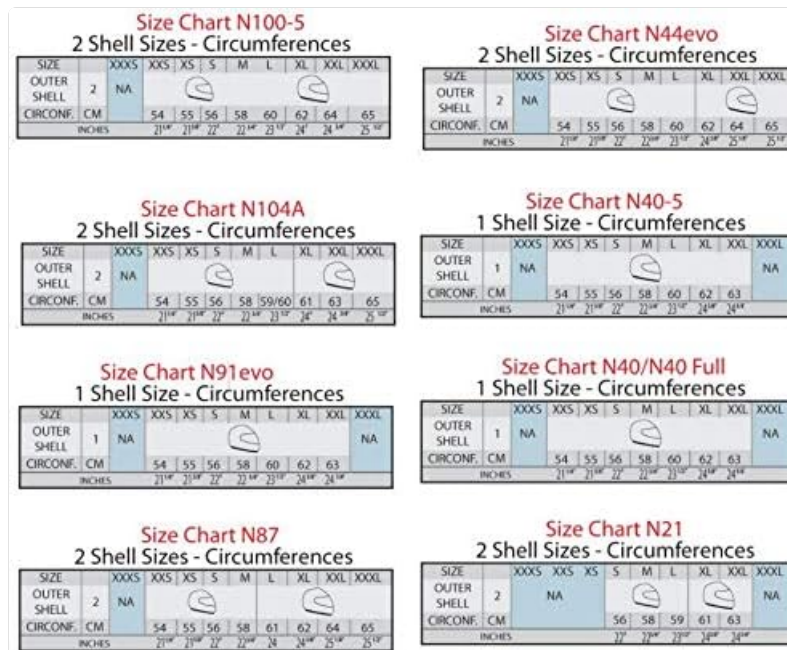 Size Chart N100-5
2 Shell Sizes - Circumferences
SIZE XXXS XXS XS S M L XL XXL XXXL
OUTER SHELL 2 NA
CIRCONF. CM 54 55 56 58 60 62 64 65
INCHES
Size Chart N44evo
2 Shell Sizes - Circumferences
SIZE XXXS XXS XS S M L XL XXL XXXL
OUTER SHELL 2 NA
CIRCONF. CM 54 55 56 58 60 62 64 65
INCHES
Size Chart N104A
2 Shell Sizes - Circumferences
SIZE XXXS XXS XS S M L XL XXL XXXL
OUTER SHELL 2 NA
CIRCONF. CM 54 55 56 58 59/60 61 63 65
INCHES
Size Chart N40-5
1 Shell Size - Circumferences
SIZE XXXS XXS XS S M L XL XXL XXXL
OUTER SHELL 1 NA NA
CIRCONF. CM 54 55 56 58 60 62 63
INCHES
Size Chart N91evo
1 Shell Size - Circumferences
SIZE XXXS XXS XS S M L XL XXL XXXL
OUTER SHELL 1 NA NA
CIRCONF. CM 54 55 56 58 60 62 63
INCHES
Size Chart N40/N40 Full
1 Shell Size - Circumferences
SIZE XXXS XXS XS S M L XL XXL XXXL
OUTER SHELL 1 NA NA
CIRCONF. CM 54 55 56 58 60 62 63
INCHES
Size Chart N87
2 Shell Sizes - Circumferences
SIZE XXXS XXS XS S M L XL XXL XXXL
OUTER SHELL 2 NA
CIRCONF. CM 54 55 56 58 61 62 64 65
INCHES
Size Chart N21
2 Shell Sizes - Circumferences
SIZE XXXS XXS XS S M L XL XXL XXXL
OUTER SHELL 2 NA NA
CIRCONF. CM 56 58 59 61 63
INCHES